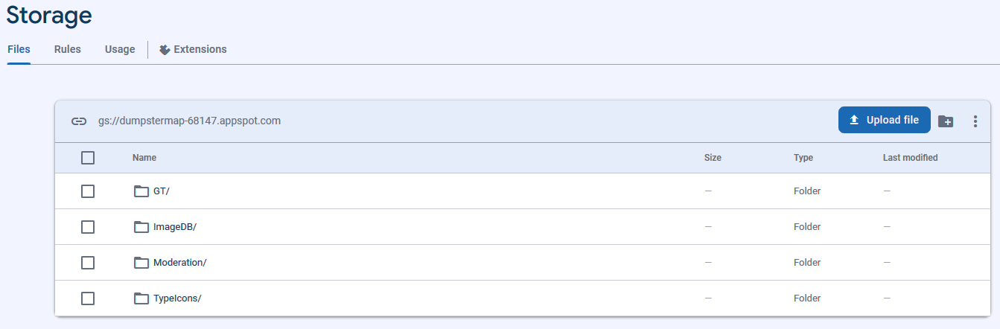 Storage
Files Rules Usage Extensions
gs://dumpstermap-68147.appspot.com Upload file
Name Size Type Last modified
GT/ — Folder —
ImageDB/ — Folder —
Moderation/ — Folder —
TypeIcons/ — Folder —